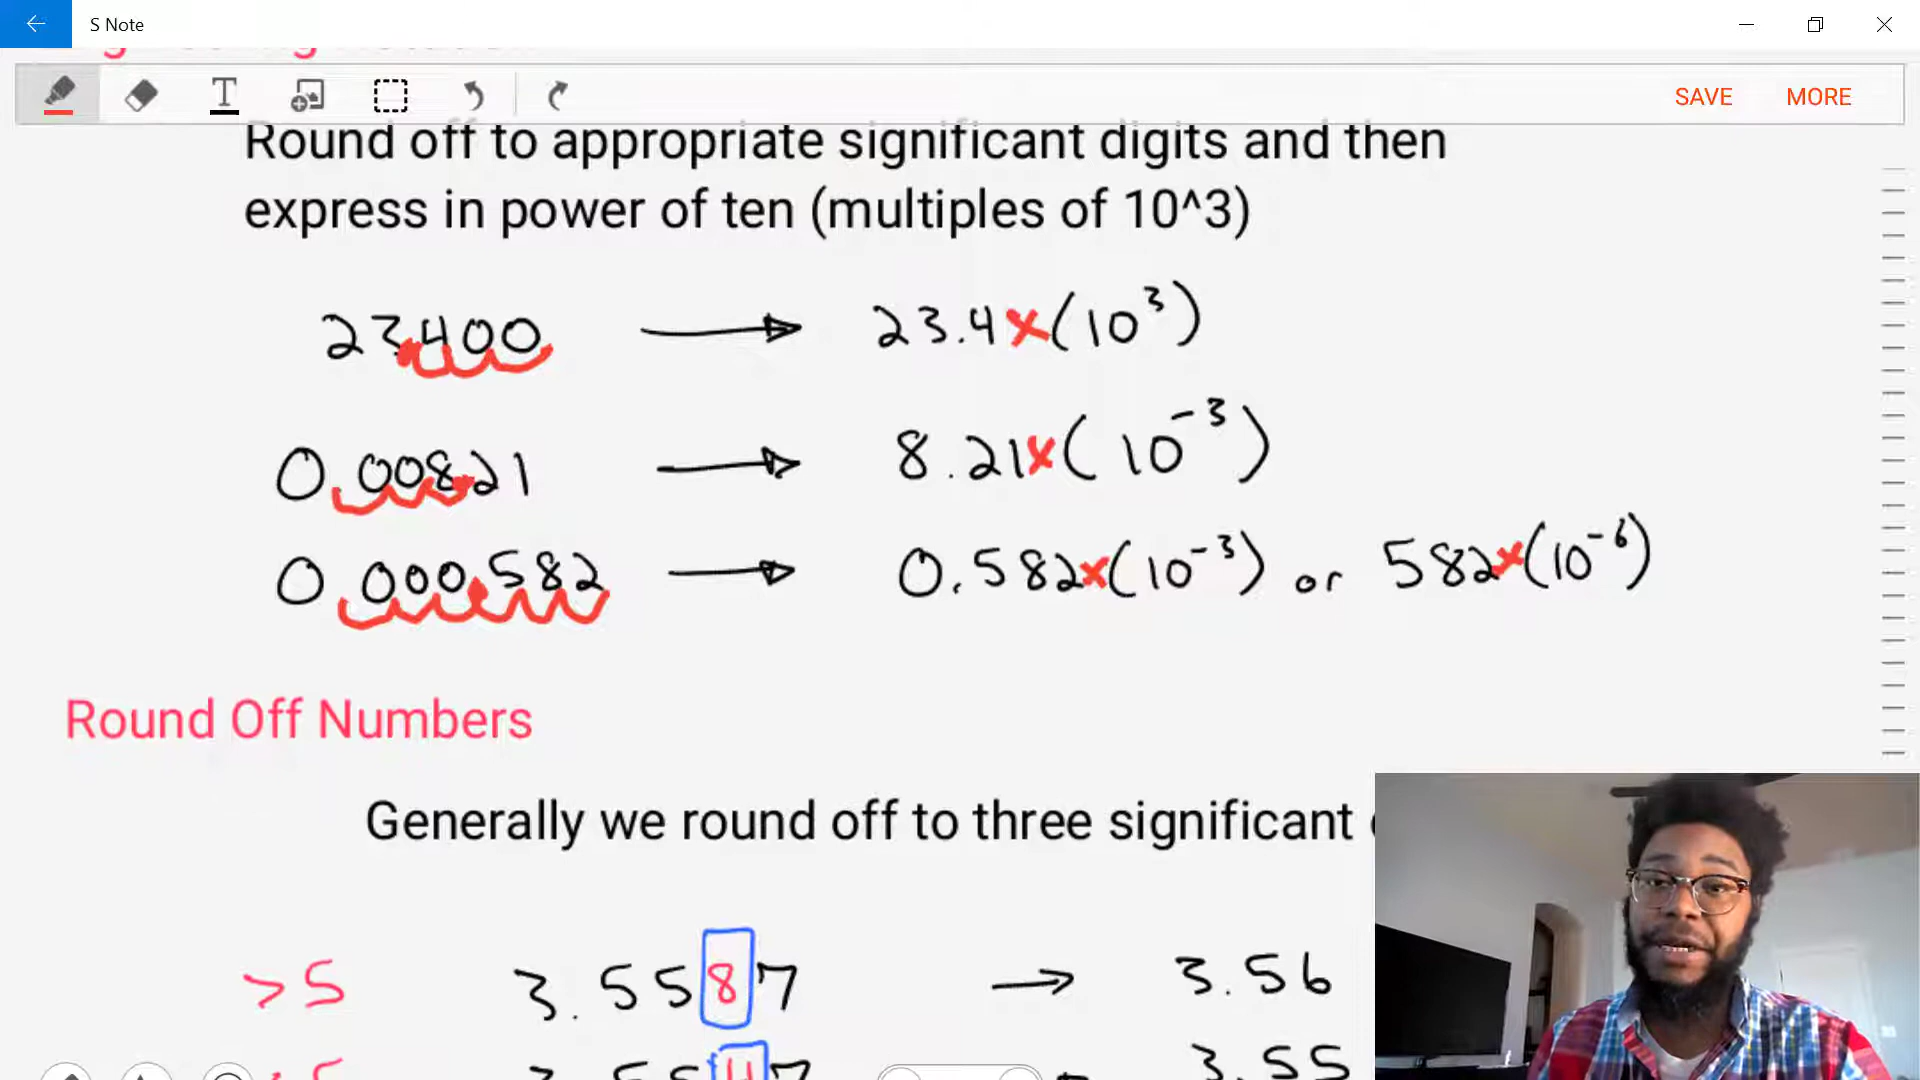 S Note
SAVE MORE
Round off to appropriate significant digits and then
express in power of ten (multiples of 10^3)
23400 → 23.4×(10³)
0.00821 → 8.21×(10⁻³)
0.000582 → 0.582×(10⁻³) or 582×(10⁻⁶)
Round Off Numbers
Generally we round off to three significant
>5 3.5587 → 3.56
5 3.5547 3.55